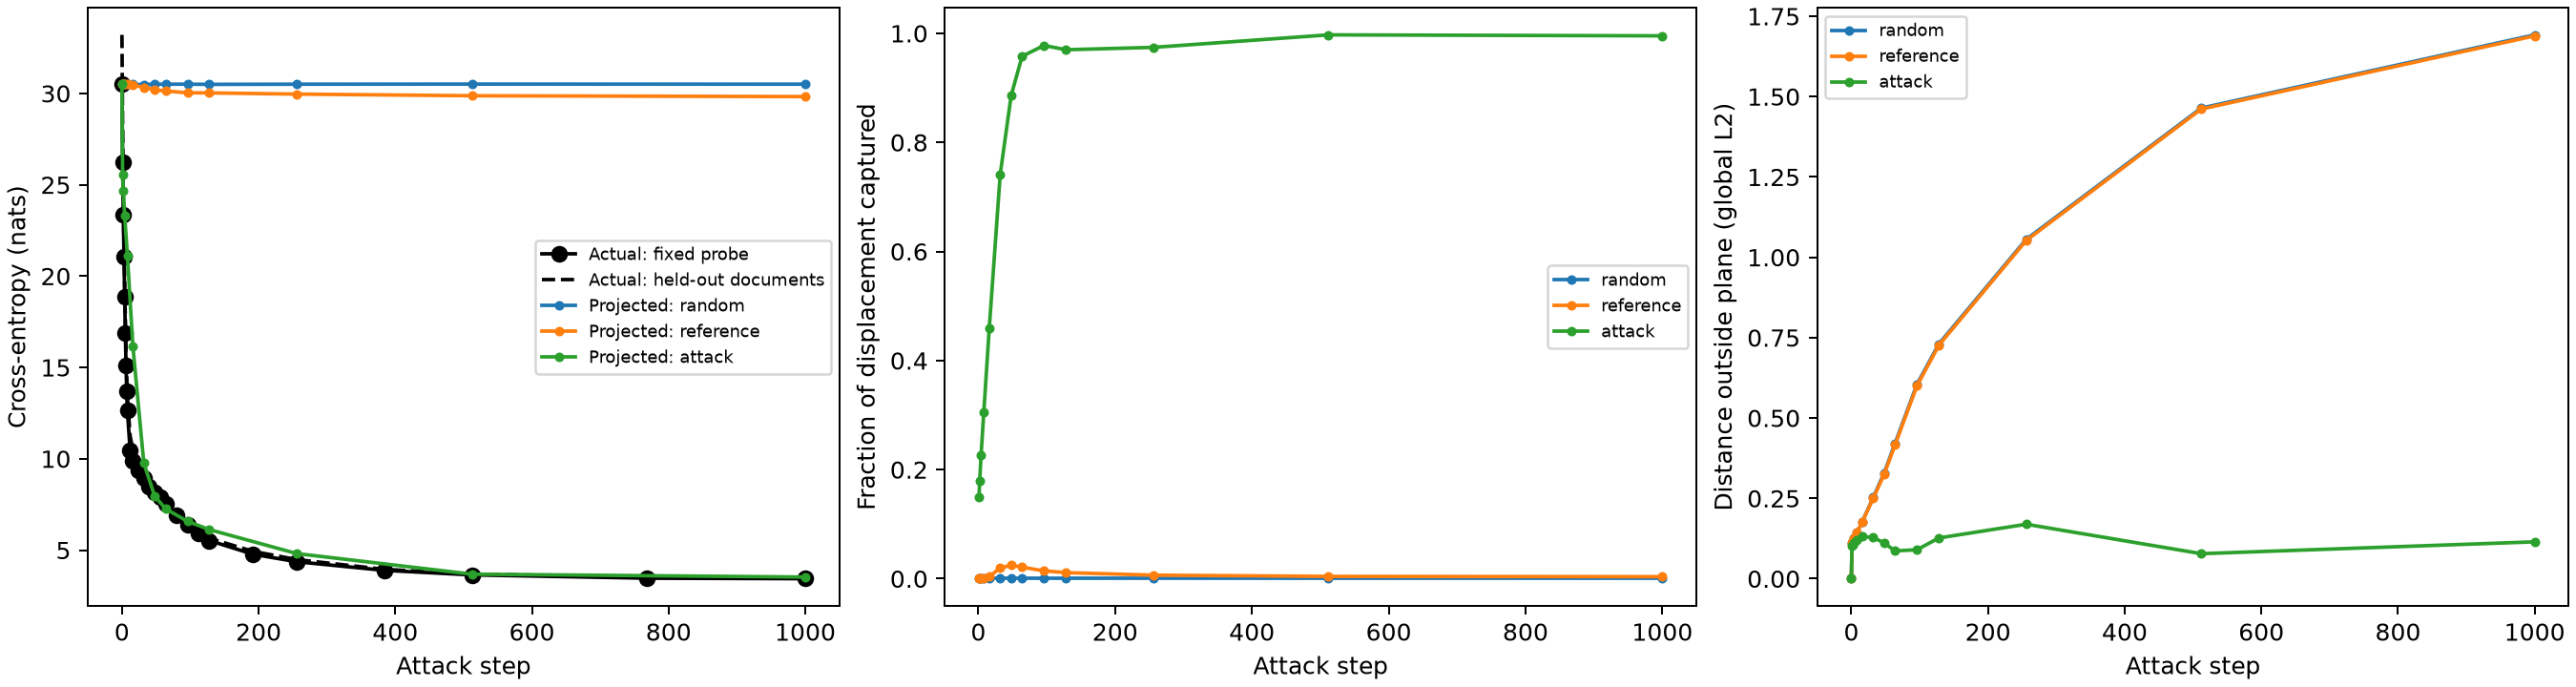 Cross-entropy (nats)
30
25
20
15
10
5
0
200
400
600
800
1000
Attack step
Actual: fixed probe
Actual: held-out documents
Projected: random
Projected: reference
Projected: attack
Fraction of displacement captured
1.0
0.8
0.6
0.4
0.2
0.0
0
200
400
600
800
1000
Attack step
random
reference
attack
Distance outside plane (global L2)
1.75
1.50
1.25
1.00
0.75
0.50
0.25
0.00
0
200
400
600
800
1000
Attack step
random
reference
attack